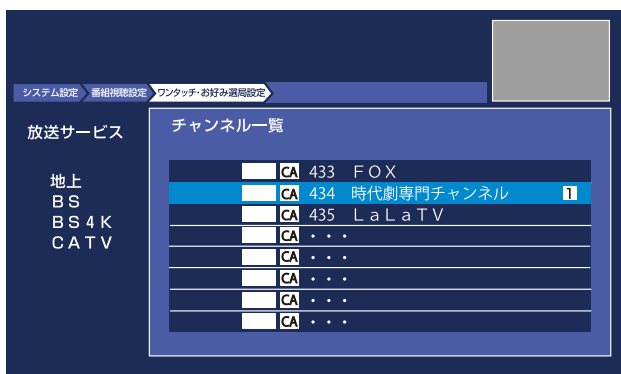 システム設定 番組視聴設定 ワンタッチ・お好み選局設定
放送サービス
地上
BS
BS4K
CATV
チャンネル一覧
CA 433 FOX
CA 434 時代劇専門チャンネル 1
CA 435 LaLaTV
CA ・・・
CA ・・・
CA ・・・
CA ・・・
CA ・・・